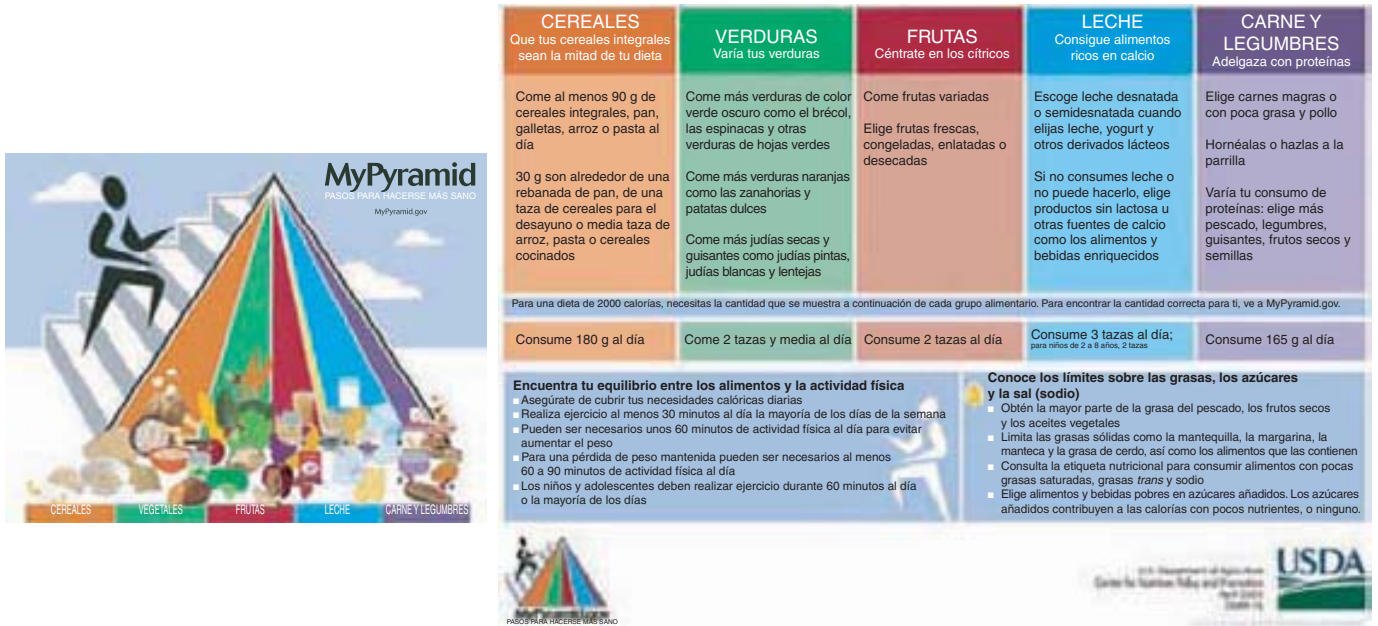 MyPyramid
PASOS PARA HACERSE MÁS SANO
MyPyramid.gov
CEREALES
VEGETALES
FRUTAS
LECHE
CARNE Y LEGUMBRES
CEREALES
Que tus cereales integrales
sean la mitad de tu dieta
Come al menos 90 g de
cereales integrales, pan,
galletas, arroz o pasta al
día
30 g son alrededor de una
rebanada de pan, de una
taza de cereales para el
desayuno o media taza de
arroz, pasta o cereales
cocinados
VERDURAS
Varía tus verduras
Come más verduras de color
verde oscuro como el brécol,
las espinacas y otras
verduras de hojas verdes
Come más verduras naranjas
como las zanahorias y
patatas dulces
Come más judías secas y
guisantes como judías pintas,
judías blancas y lentejas
FRUTAS
Céntrate en los cítricos
Come frutas variadas
Elige frutas frescas,
congeladas, enlatadas o
desecadas
LECHE
Consigue alimentos
ricos en calcio
Escoge leche desnatada
o semidesnatada cuando
elijas leche, yogurt y
otros derivados lácteos
Si no consumes leche o
no puede hacerlo, elige
productos sin lactosa u
otras fuentes de calcio
como los alimentos y
bebidas enriquecidos
CARNE Y
LEGUMBRES
Adelgaza con proteínas
Elige carnes magras o
con poca grasa y pollo
Hornéalas o hazlas a la
parrilla
Varía tu consumo de
proteínas: elige más
pescado, legumbres,
guisantes, frutos secos y
semillas
Para una dieta de 2000 calorías, necesitas la cantidad que se muestra a continuación de cada grupo alimentario. Para encontrar la cantidad correcta para ti, ve a MyPyramid.gov.
Consume 180 g al día
Come 2 tazas y media al día
Consume 2 tazas al día
Consume 3 tazas al día;
para niños de 2 a 8 años, 2 tazas
Consume 165 g al día
Encuentra tu equilibrio entre los alimentos y la actividad física
Asegúrate de cubrir tus necesidades calóricas diarias
Realiza ejercicio al menos 30 minutos al día la mayoría de los días de la semana
Pueden ser necesarios unos 60 minutos de actividad física al día para evitar
aumentar el peso
Para una pérdida de peso mantenida pueden ser necesarios al menos
60 a 90 minutos de actividad física al día
Los niños y adolescentes deben realizar ejercicio durante 60 minutos al día
o la mayoría de los días
Conoce los límites sobre las grasas, los azúcares
y la sal (sodio)
Obtén la mayor parte de la grasa del pescado, los frutos secos
y los aceites vegetales
Limita las grasas sólidas como la mantequilla, la margarina, la
manteca y la grasa de cerdo, así como los alimentos que las contienen
Consulta la etiqueta nutricional para consumir alimentos con pocas
grasas saturadas, grasas trans y sodio
Elige alimentos y bebidas pobres en azúcares añadidos. Los azúcares
añadidos contribuyen a las calorías con pocos nutrientes, o ninguno.
MyPyramid.gov
PASOS PARA HACERSE MÁS SANO
U.S. Department of Agriculture
Center for Nutrition Policy and Promotion
April 2005
USDA